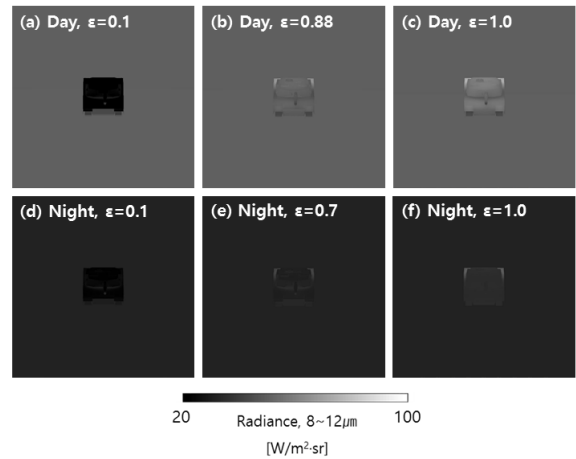 (a) Day, ε=0.1
(b) Day, ε=0.88
(c) Day, ε=1.0
(d) Night, ε=0.1
(e) Night, ε=0.7
(f) Night, ε=1.0
20
Radiance, 8~12㎛
100
[W/m²·sr]